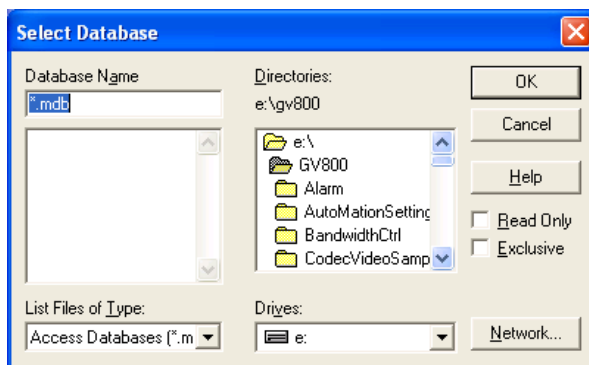 Select Database
Database Name
*.mdb
List Files of Type:
Access Databases (*.m
Directories:
e:\gv800
e:\
GV800
Alarm
AutoMationSetting
BandwidthCtrl
CodecVideoSamp
Drives:
e:
OK
Cancel
Help
Read Only
Exclusive
Network...